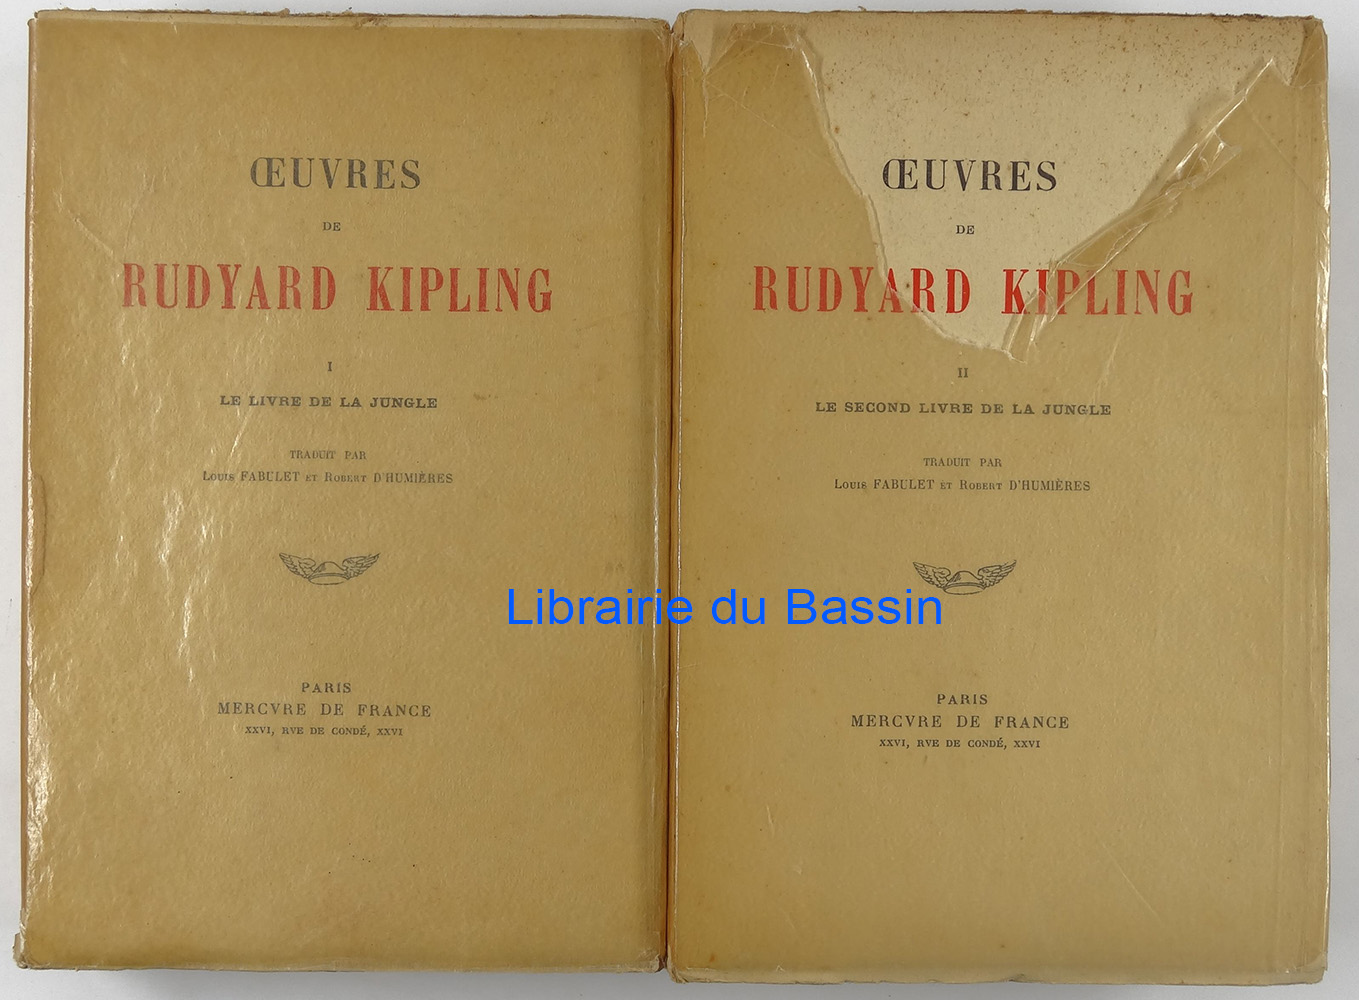 ŒUVRES
DE
RUDYARD KIPLING
I
LE LIVRE DE LA JUNGLE
TRADUIT PAR
Louis FABULET ET Robert D'HUMIÈRES
PARIS
MERCVRE DE FRANCE
XXVI, RVE DE CONDÉ, XXVI
ŒUVRES
DE
RUDYARD KIPLING
II
LE SECOND LIVRE DE LA JUNGLE
TRADUIT PAR
Louis FABULET ET Robert D'HUMIÈRES
PARIS
MERCVRE DE FRANCE
XXVI, RVE DE CONDÉ, XXVI
Librairie du Bassin